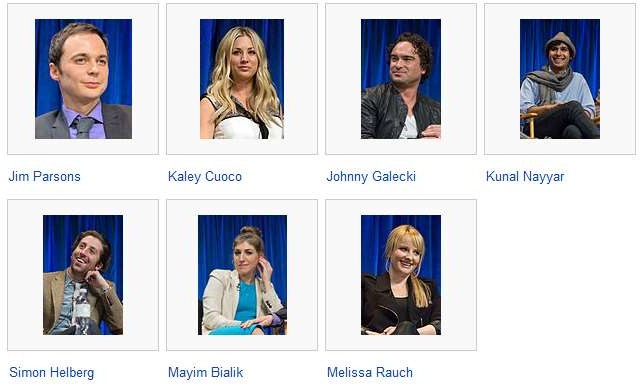 Jim Parsons
Kaley Cuoco
Johnny Galecki
Kunal Nayyar
Simon Helberg
Mayim Bialik
Melissa Rauch